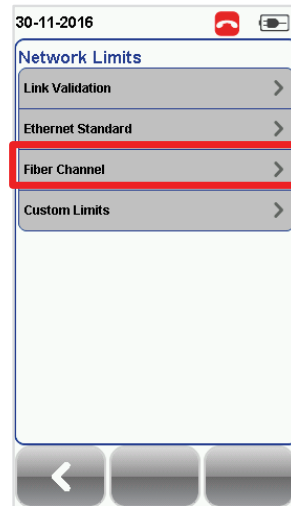 30-11-2016
Network Limits
Link Validation
Ethernet Standard
Fiber Channel
Custom Limits